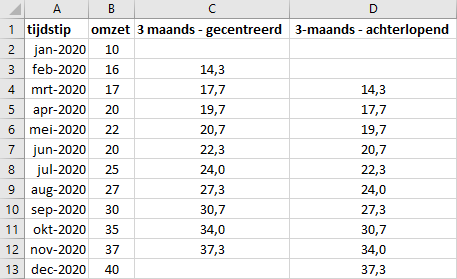 A B C D
1 tijdstip omzet 3 maands - gecentreerd 3-maands - achterlopend
2 jan-2020 10
3 feb-2020 16 14,3
4 mrt-2020 17 17,7 14,3
5 apr-2020 20 19,7 17,7
6 mei-2020 22 20,7 19,7
7 jun-2020 20 22,3 20,7
8 jul-2020 25 24,0 22,3
9 aug-2020 27 27,3 24,0
10 sep-2020 30 30,7 27,3
11 okt-2020 35 34,0 30,7
12 nov-2020 37 37,3 34,0
13 dec-2020 40 37,3